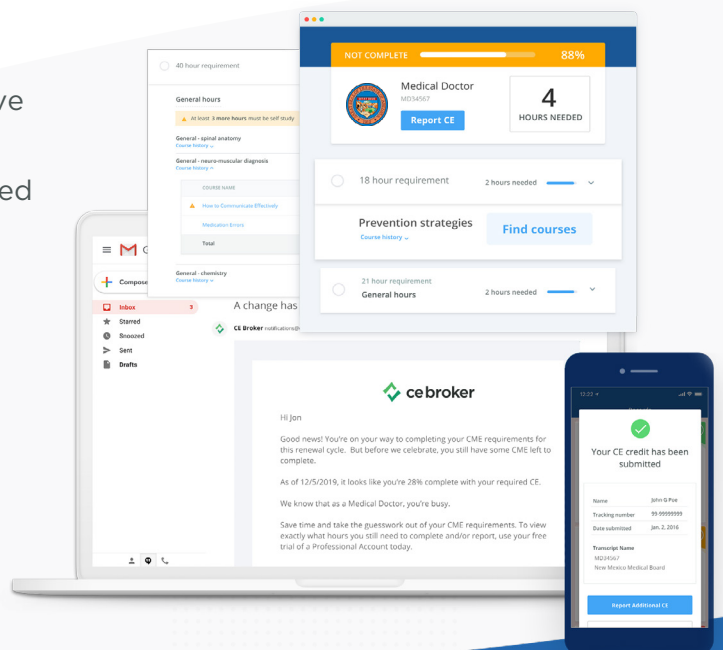 ve
ed
40 hour requirement
General hours
At least 3 more hours must be self study
General - spinal anatomy
Course history
General - neuro-muscular diagnosis
Course history
COURSE NAME
How to Communicate Effectively
Medication Errors
Total
General - chemistry
Course history
NOT COMPLETE 88%
Medical Doctor
MD34567
Report CE
4
HOURS NEEDED
18 hour requirement 2 hours needed
Prevention strategies
Course history
Find courses
21 hour requirement
General hours 2 hours needed
G
Compose
Inbox 3
Starred
Snoozed
Sent
Drafts
A change has
CE Broker notifications@
cebroker
Hi Jon
Good news! You're on your way to completing your CME requirements for
this renewal cycle. But before we celebrate, you still have some CME left to
complete.
As of 12/5/2019, it looks like you're 28% complete with your required CE.
We know that as a Medical Doctor, you're busy.
Save time and take the guesswork out of your CME requirements. To view
exactly what hours you still need to complete and/or report, use your free
trial of a Professional Account today.
12:22
Your CE credit has been
submitted
Name John G Poe
Tracking number 99-99999999
Date submitted Jan. 2, 2016
Transcript Name
MD34567
New Mexico Medical Board
Report Additional CE